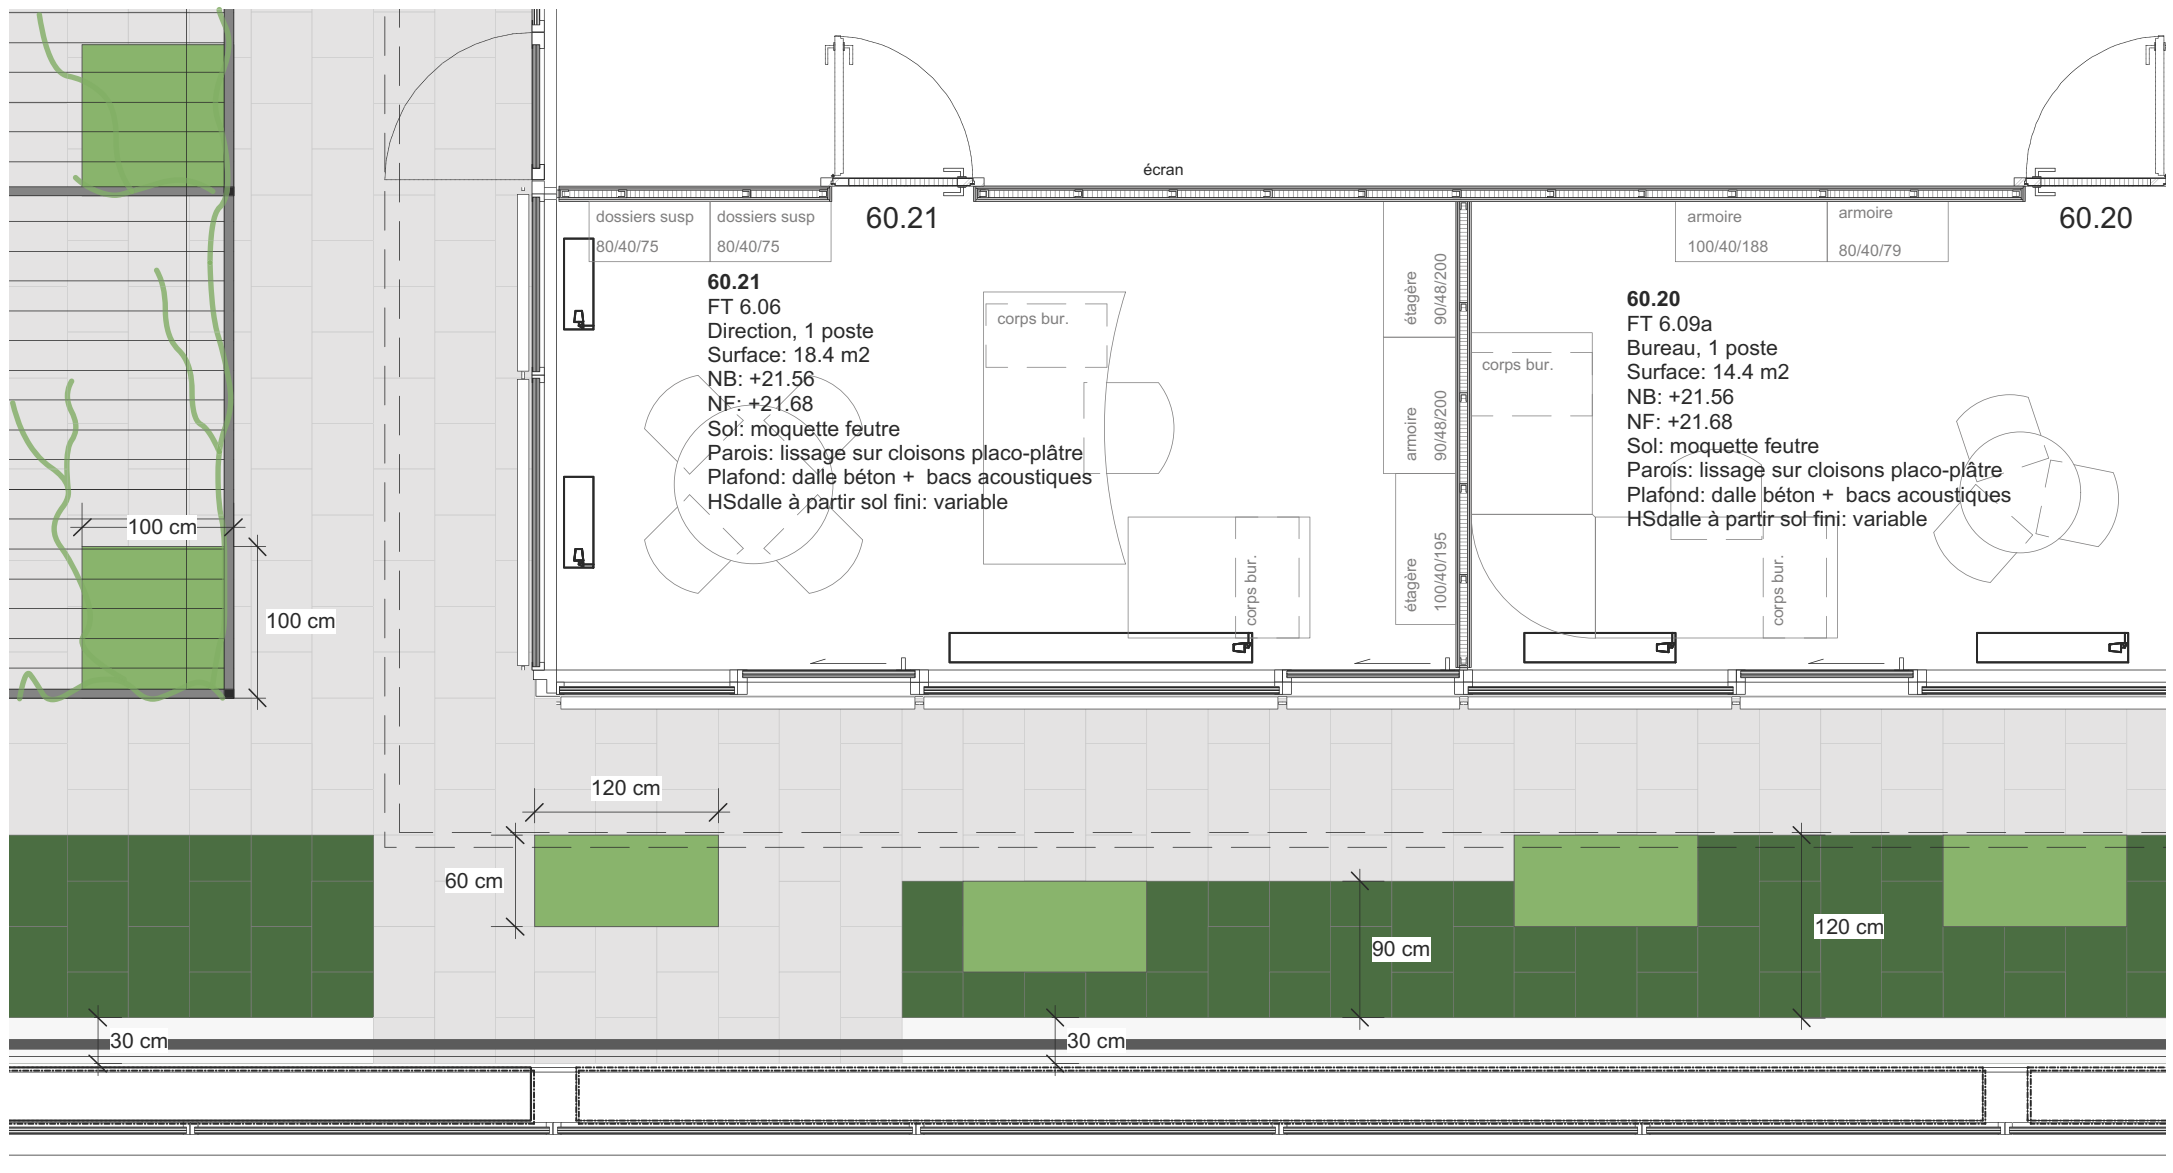 écran
60.21
60.20
dossiers susp
80/40/75
dossiers susp
80/40/75
armoire
100/40/188
armoire
80/40/79
60.21
FT 6.06
Direction, 1 poste
Surface: 18.4 m2
NB: +21.56
NF: +21.68
Sol: moquette feutre
Parois: lissage sur cloisons placo-plâtre
Plafond: dalle béton +  bacs acoustiques
HSdalle à partir sol fini: variable
corps bur.
corps bur.
étagère
90/48/200
armoire
90/48/200
étagère
100/40/195
corps bur.
60.20
FT 6.09a
Bureau, 1 poste
Surface: 14.4 m2
NB: +21.56
NF: +21.68
Sol: moquette feutre
Parois: lissage sur cloisons placo-plâtre
Plafond: dalle béton +  bacs acoustiques
HSdalle à partir sol fini: variable
corps bur.
100 cm
100 cm
120 cm
60 cm
90 cm
120 cm
30 cm
30 cm